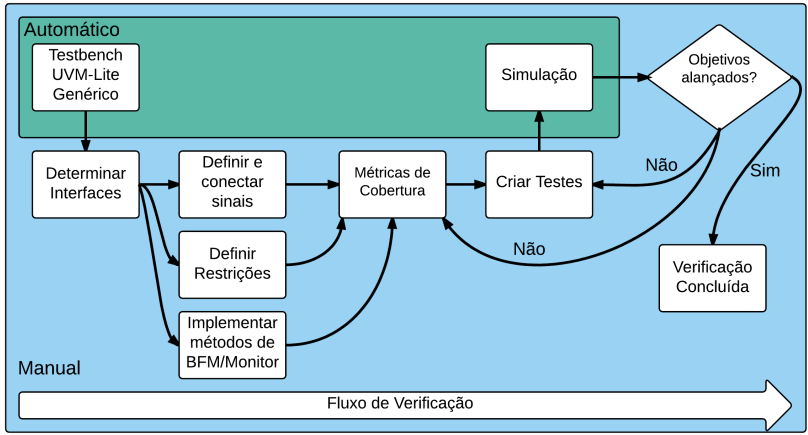 Automático
Testbench
UVM-Lite
Genérico
Simulação
Objetivos
alançados?
Determinar
Interfaces
Definir e
conectar
sinais
Métricas de
Cobertura
Criar Testes
Não
Sim
Definir
Restrições
Não
Verificação
Concluída
Implementar
métodos de
BFM/Monitor
Manual
Fluxo de Verificação